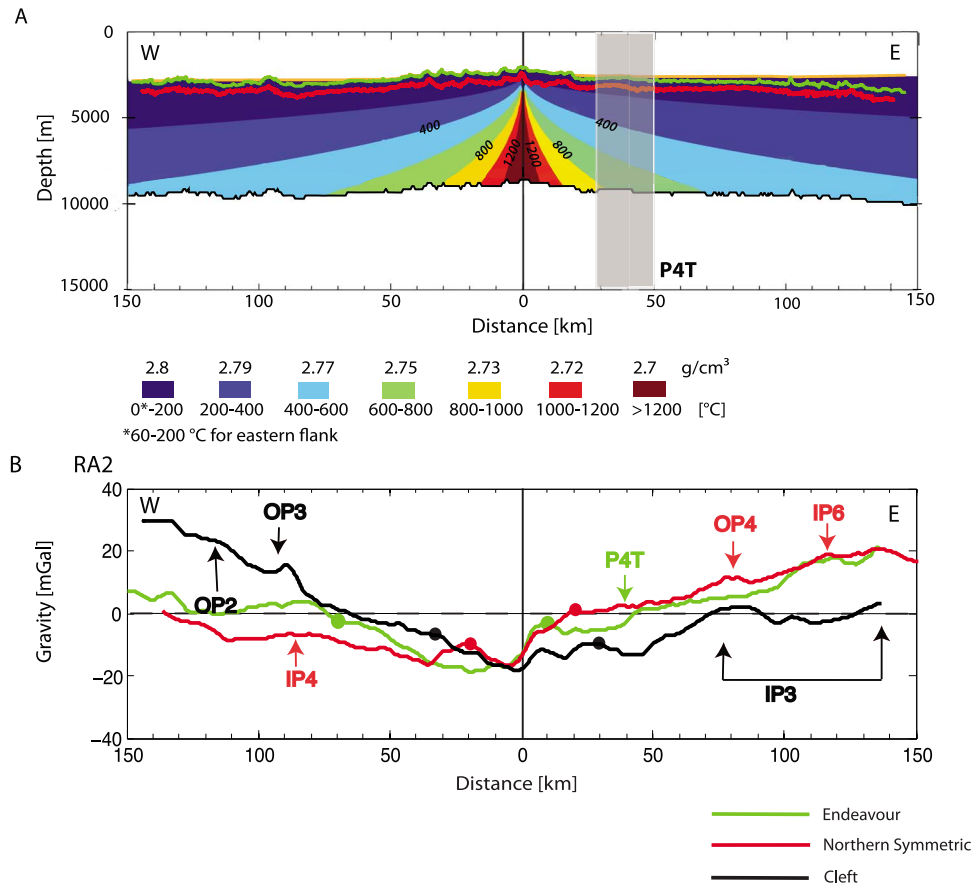 A
W
E
0
5000
10000
15000
Depth [m]
400
800
1200
1200
800
400
P4T
150
100
50
0
50
100
150
Distance [km]
2.8 2.79 2.77 2.75 2.73 2.72 2.7 g/cm³
0*-200 200-400 400-600 600-800 800-1000 1000-1200 >1200 [°C]
*60-200 °C for eastern flank
B RA2
W
E
40
20
0
−20
−40
Gravity [mGal]
OP3
OP2
IP4
P4T
OP4
IP6
IP3
150
100
50
0
50
100
150
Distance [km]
Endeavour
Northern Symmetric
Cleft